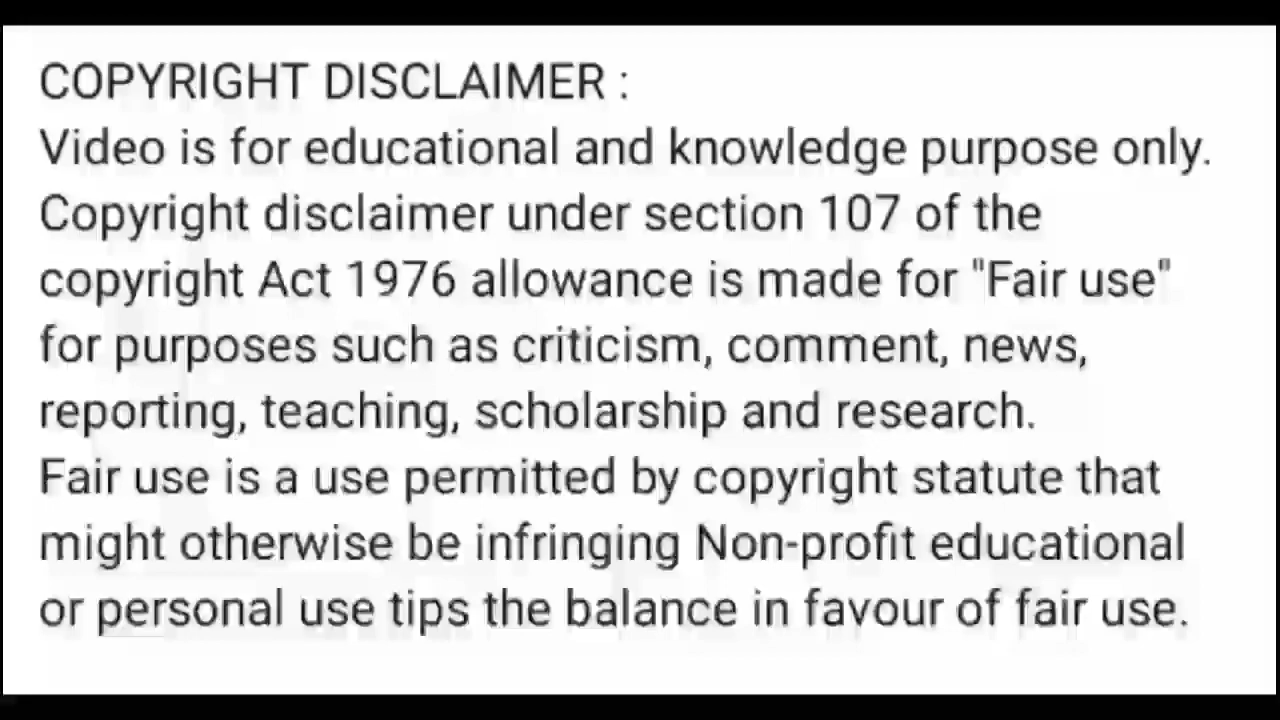 COPYRIGHT DISCLAIMER :
Video is for educational and knowledge purpose only.
Copyright disclaimer under section 107 of the
copyright Act 1976 allowance is made for "Fair use"
for purposes such as criticism, comment, news,
reporting, teaching, scholarship and research.
Fair use is a use permitted by copyright statute that
might otherwise be infringing Non-profit educational
or personal use tips the balance in favour of fair use.